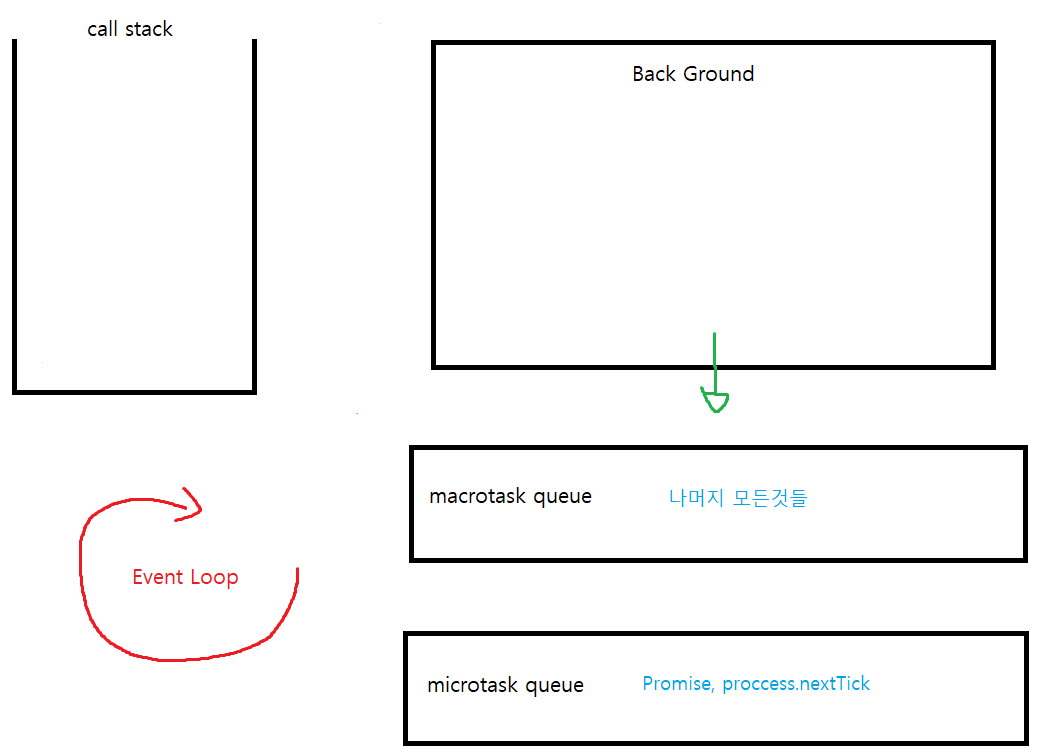 call stack
Back Ground
macrotask queue 나머지 모든것들
Event Loop
microtask queue Promise, proccess.nextTick